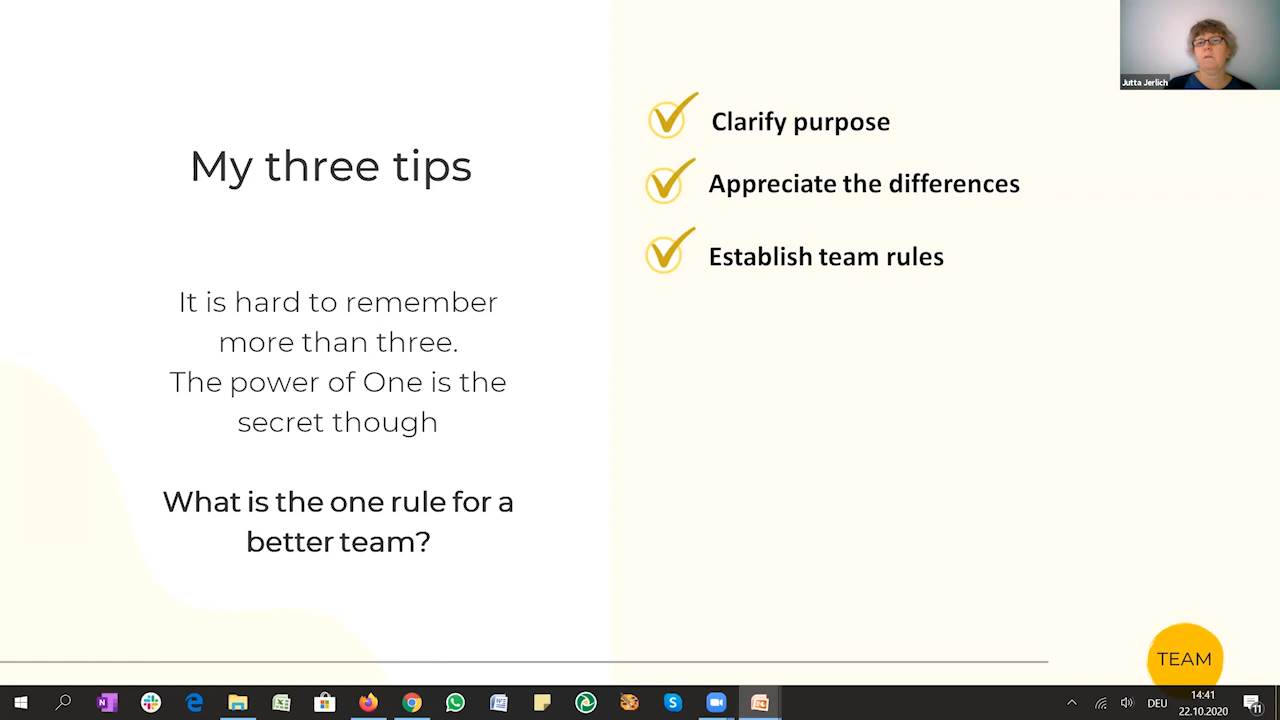 Jutta Jerlich
My three tips
It is hard to remember
more than three.
The power of One is the
secret though
What is the one rule for a
better team?
Clarify purpose
Appreciate the differences
Establish team rules
TEAM
DEU
14:41
22.10.2020
11